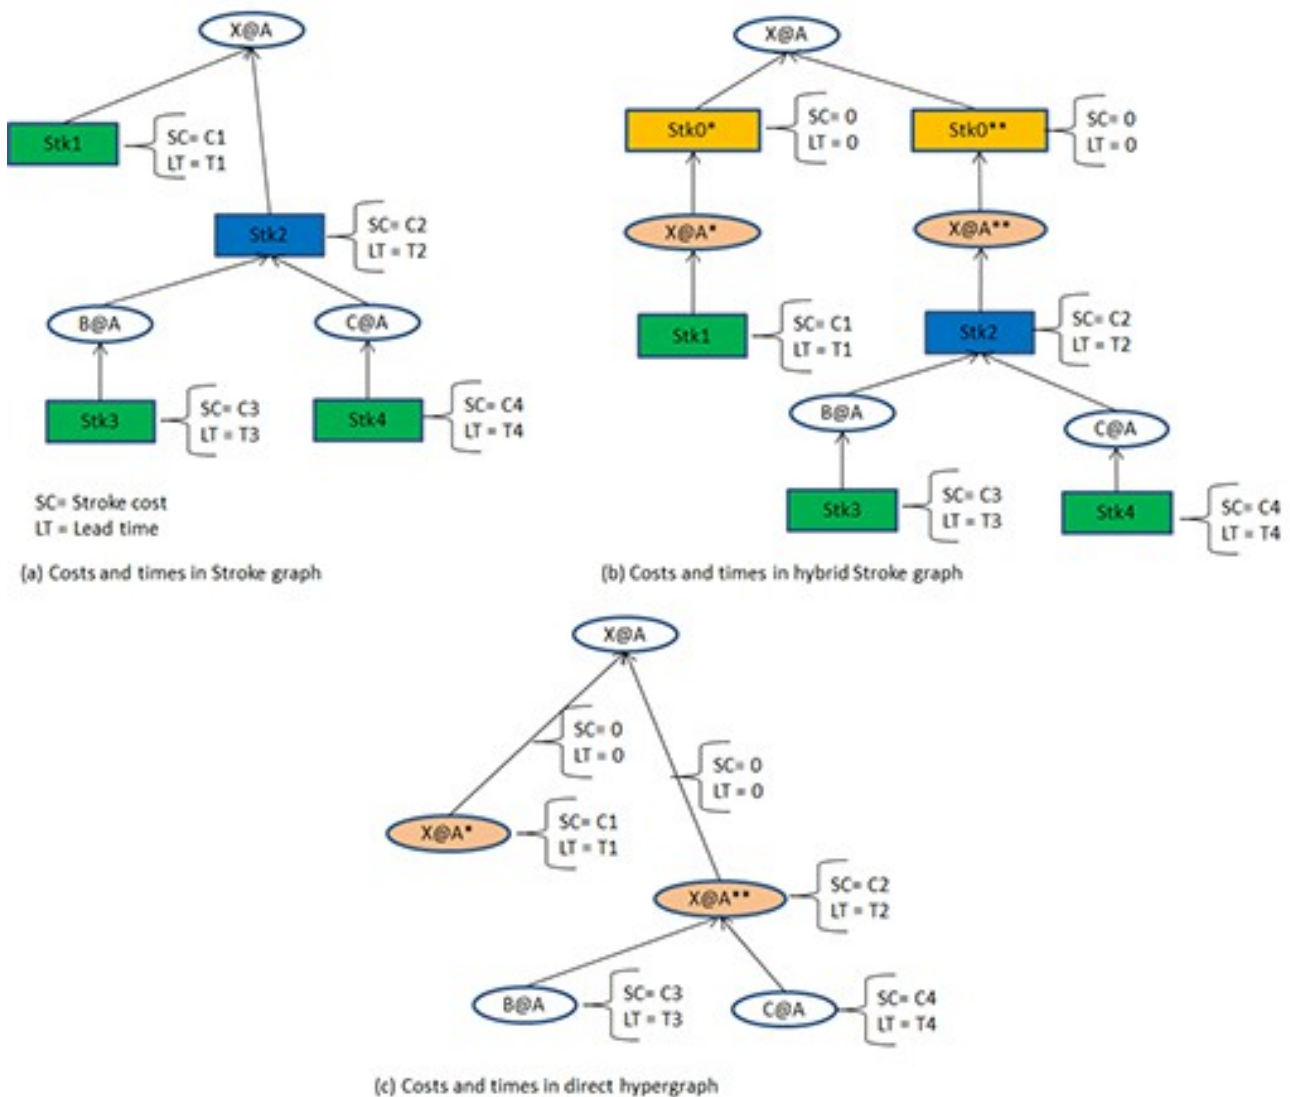 X@A
Stk1
SC= C1
LT = T1
Stk2
SC= C2
LT = T2
B@A
C@A
Stk3
SC= C3
LT = T3
Stk4
SC= C4
LT = T4
SC= Stroke cost
LT = Lead time
(a) Costs and times in Stroke graph
X@A
Stk0*
SC= 0
LT = 0
Stk0**
SC= 0
LT = 0
X@A*
X@A**
Stk1
SC= C1
LT = T1
Stk2
SC= C2
LT = T2
B@A
C@A
Stk3
SC= C3
LT = T3
Stk4
SC= C4
LT = T4
(b) Costs and times in hybrid Stroke graph
X@A
SC= 0
LT = 0
SC= 0
LT = 0
X@A*
SC= C1
LT = T1
X@A**
SC= C2
LT = T2
B@A
SC= C3
LT = T3
C@A
SC= C4
LT = T4
(c) Costs and times in direct hypergraph